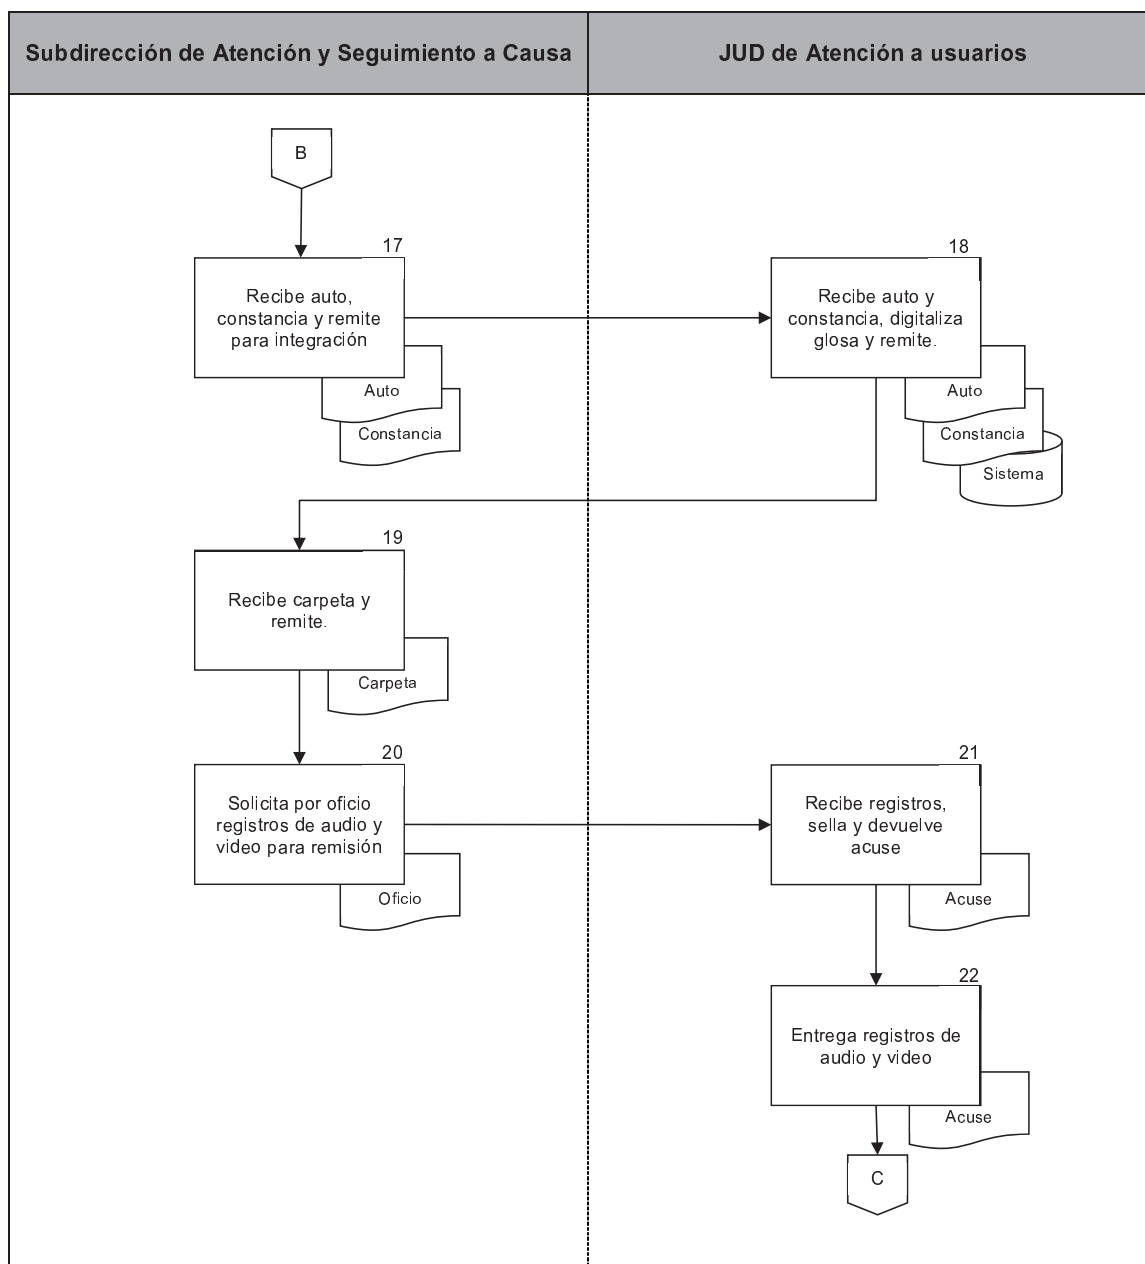 Subdirección de Atención y Seguimiento a Causa
JUD de Atención a usuarios
B
17
Recibe auto,
constancia y remite
para integración
Auto
Constancia
18
Recibe auto y
constancia, digitaliza
glosa y remite.
Auto
Constancia
Sistema
19
Recibe carpeta y
remite.
Carpeta
20
Solicita por oficio
registros de audio y
video para remisión
Oficio
21
Recibe registros,
sella y devuelve
acuse
Acuse
22
Entrega registros de
audio y video
Acuse
C